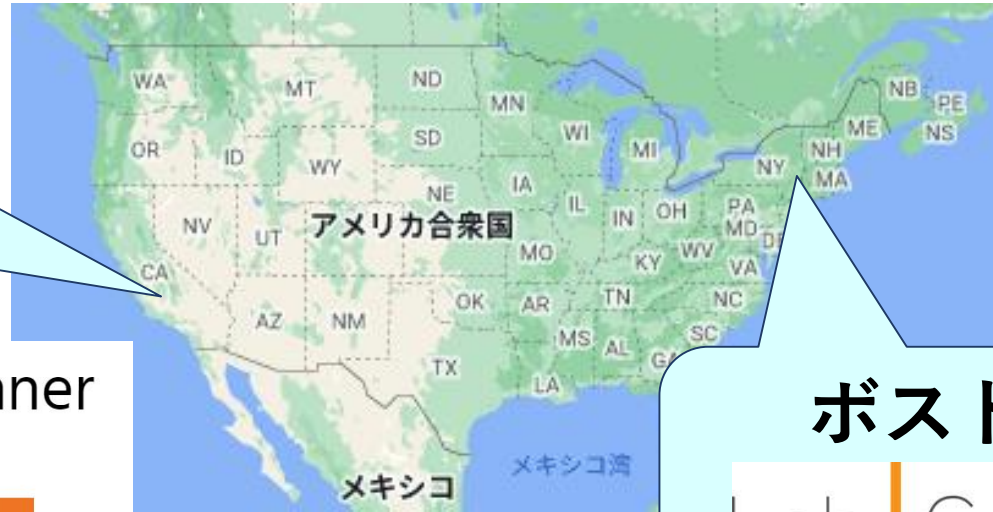 NB
WA
MT
ND
PE
MN
ME
NS
OR
ID
SD
WI
MI
NH
WY
NY
MA
NE
IA
NV
UT
アメリカ合衆国
IL
IN
OH
PA
MD
MO
KY
WV
VA
CA
OK
AR
TN
NC
AZ
NM
MS
AL
SC
TX
LA
ner
ボスト
メキシコ湾
メキシコ